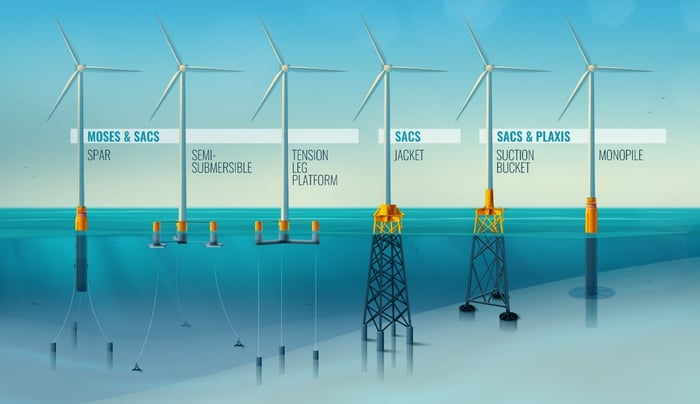 MOSES & SACS
SACS
SACS & PLAXIS
SPAR
SEMI-
SUBMERSIBLE
TENSION
LEG
PLATFORM
JACKET
SUCTION
BUCKET
MONOPILE